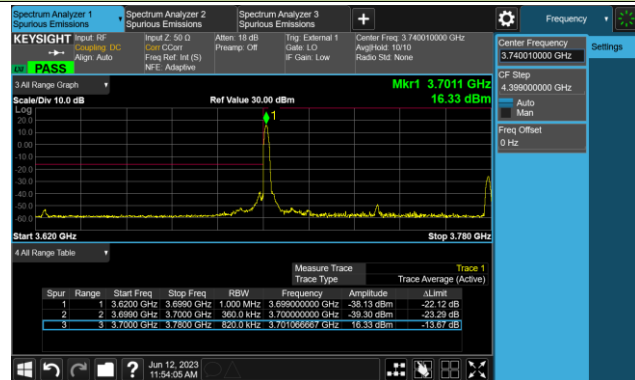 Spectrum Analyzer 1
Spurious Emissions
Spectrum Analyzer 2
Spurious Emissions
Spectrum Analyzer 3
Spurious Emissions
Frequency
KEYSIGHT
Input: RF
Coupling: DC
Align: Auto
Input Z: 50 Ω
Corr CCorr
Freq Ref: Int (S)
NFE: Adaptive
Atten: 18 dB
Preamp: Off
Trig: External 1
Gate: LO
IF Gain: Low
Center Freq: 3.740010000 GHz
Avg|Hold: 10/10
Radio Std: None
PASS
Center Frequency
3.740010000 GHz
Settings
CF Step
4.399000000 GHz
Auto
Man
Freq Offset
0 Hz
3 All Range Graph
Mkr1 3.7011 GHz
Scale/Div 10.0 dB
Ref Value 30.00 dBm
16.33 dBm
Log
1
20.0
10.0
0.00
-10.0
-20.0
-30.0
-40.0
-50.0
-60.0
Start 3.620 GHz
Stop 3.780 GHz
4 All Range Table
Measure Trace Trace 1
Trace Type Trace Average (Active)
Spur Range Start Freq Stop Freq RBW Frequency Amplitude ΔLimit
1 1 3.6200 GHz 3.6990 GHz 1.000 MHz 3.699000000 GHz -38.13 dBm -22.12 dB
2 2 3.6990 GHz 3.7000 GHz 360.0 kHz 3.700000000 GHz -39.30 dBm -23.29 dB
3 3 3.7000 GHz 3.7800 GHz 820.0 kHz 3.701066667 GHz 16.33 dBm -13.67 dB
Jun 12, 2023
11:54:05 AM